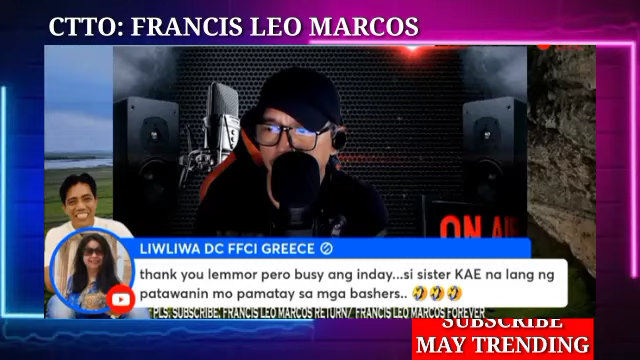 CTTO: FRANCIS LEO MARCOS
ON AIR
LIWLIWA DC FFCI GREECE
thank you lemmor pero busy ang inday...si sister KAE na lang ng
patawanin mo pamatay sa mga bashers.. 🤣🤣🤣
PLS. SUBSCRIBE: FRANCIS LEO MARCOS RETURN/ FRANCIS LEO MARCOS FOREVER
SUBSCRIBE
MAY TRENDING